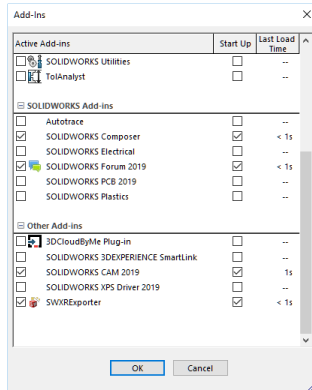 Add-Ins
Active Add-ins Start Up Last Load Time
SOLIDWORKS Utilities --
TolAnalyst --
SOLIDWORKS Add-ins
Autotrace --
SOLIDWORKS Composer < 1s
SOLIDWORKS Electrical --
SOLIDWORKS Forum 2019 < 1s
SOLIDWORKS PCB 2019 --
SOLIDWORKS Plastics --
Other Add-ins
3DCloudByMe Plug-in --
SOLIDWORKS 3DEXPERIENCE SmartLink --
SOLIDWORKS CAM 2019 1s
SOLIDWORKS XPS Driver 2019 --
SWXRExporter < 1s
OK Cancel